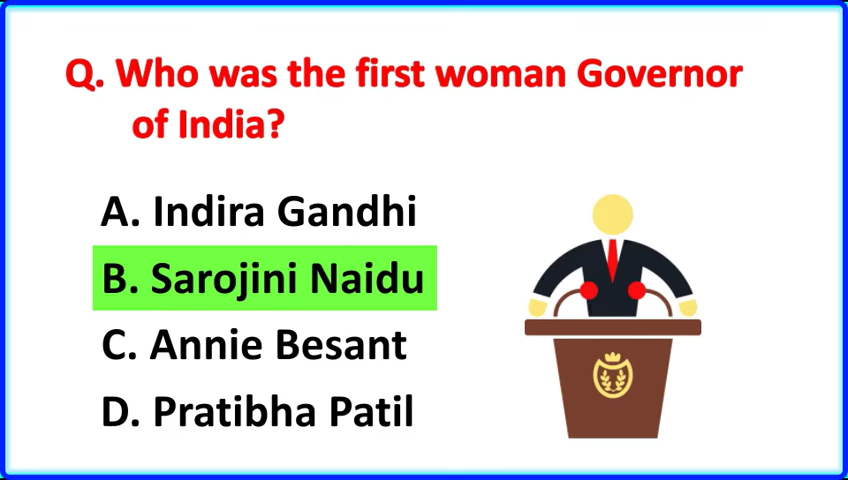 Q. Who was the first woman Governor
of India?
A. Indira Gandhi
B. Sarojini Naidu
C. Annie Besant
D. Pratibha Patil